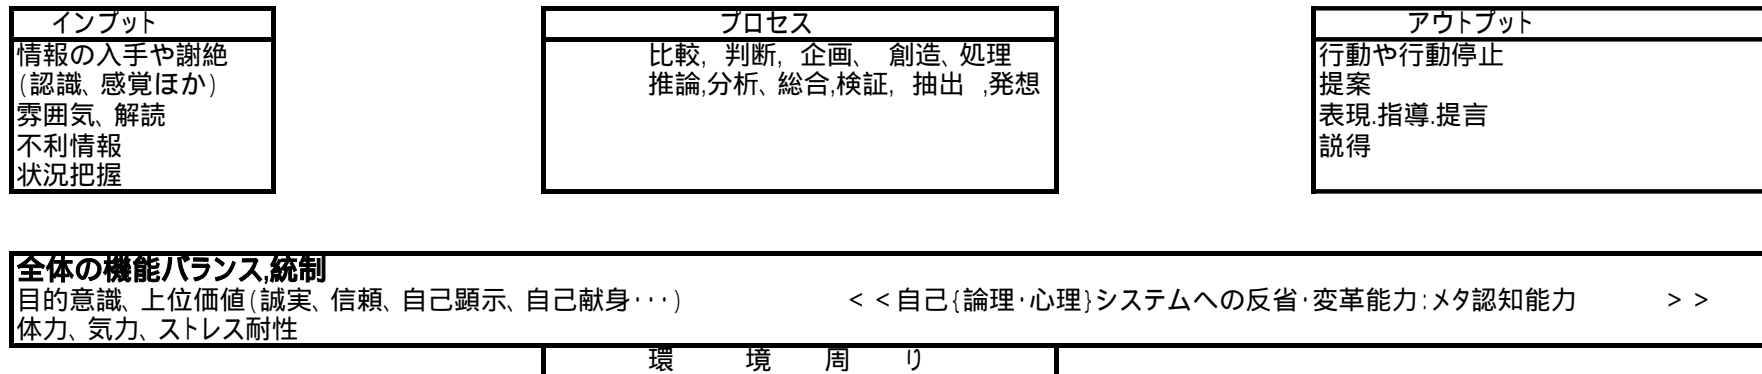 インプット
情報の入手や謝絶
(認識、感覚ほか)
雰囲気、解読
不利情報
状況把握
プロセス
比較, 判断, 企画、 創造、処理
推論,分析、総合,検証, 抽出 ,発想
アウトプット
行動や行動停止
提案
表現.指導.提言
説得
全体の機能バランス,統制
目的意識、上位価値(誠実、信頼、自己顕示、自己献身・・・) <<自己{論理・心理}システムへの反省・変革能力:メタ認知能力 >>
体力、気力、ストレス耐性
環 境 周 り